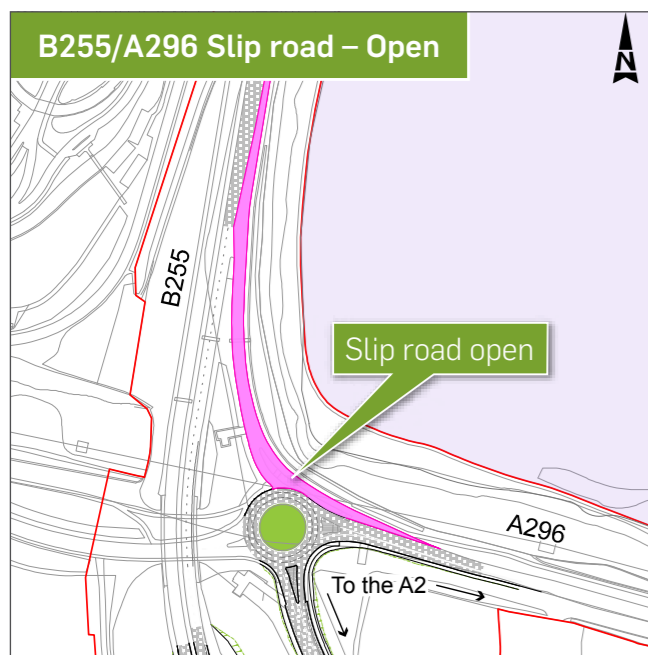 B255/A296 Slip road – Open
N
B255
Slip road open
A296
To the A2